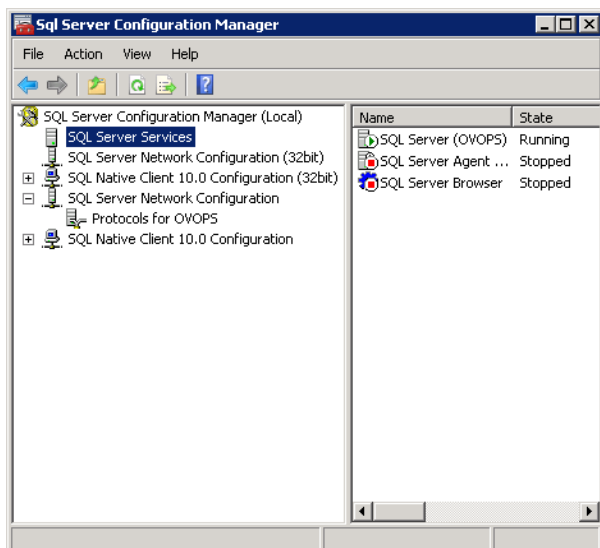 Sql Server Configuration Manager
File Action View Help
SQL Server Configuration Manager (Local)
SQL Server Services
SQL Server Network Configuration (32bit)
SQL Native Client 10.0 Configuration (32bit)
SQL Server Network Configuration
Protocols for OVOPS
SQL Native Client 10.0 Configuration
Name State
SQL Server (OVOPS) Running
SQL Server Agent ... Stopped
SQL Server Browser Stopped